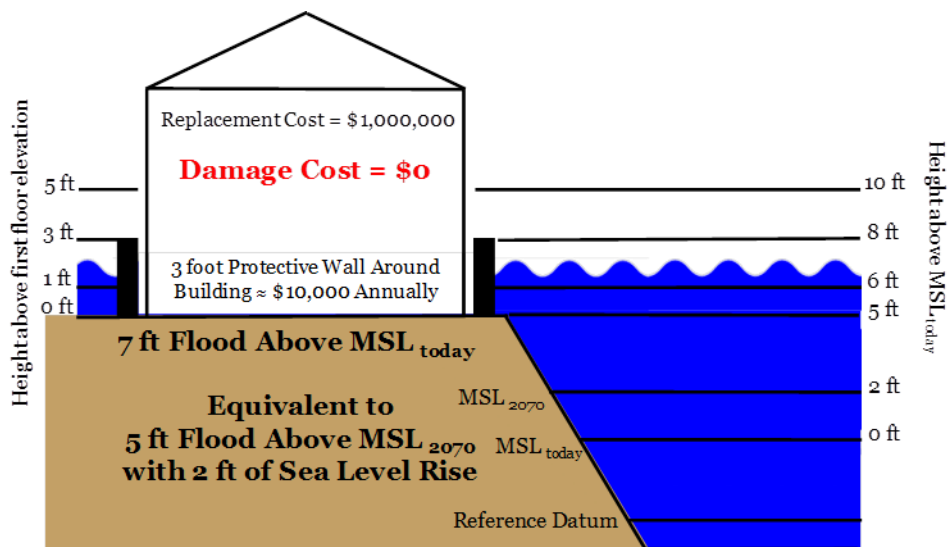 Height above first floor elevation
5 ft
3 ft
1 ft
0 ft
Replacement Cost = $1,000,000
Damage Cost = $0
3 foot Protective Wall Around
Building ≈ $10,000 Annually
7 ft Flood Above MSL today
Equivalent to
5 ft Flood Above MSL 2070
with 2 ft of Sea Level Rise
MSL 2070
MSL today
Reference Datum
10 ft
8 ft
6 ft
5 ft
2 ft
0 ft
Height above MSL today